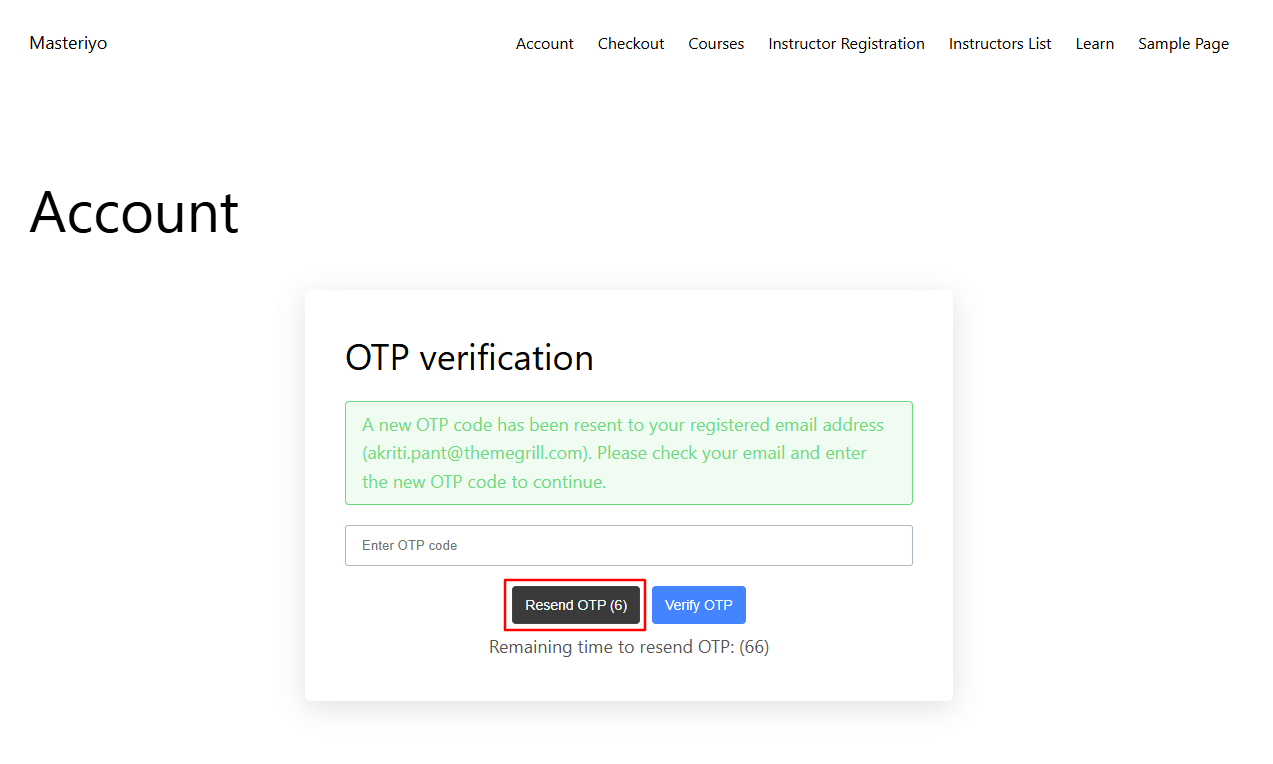 Masteriyo
Account Checkout Courses Instructor Registration Instructors List Learn Sample Page
Account
OTP verification
A new OTP code has been resent to your registered email address
(akriti.pant@themegrill.com). Please check your email and enter
the new OTP code to continue.
Enter OTP code
Resend OTP (6) Verify OTP
Remaining time to resend OTP: (66)